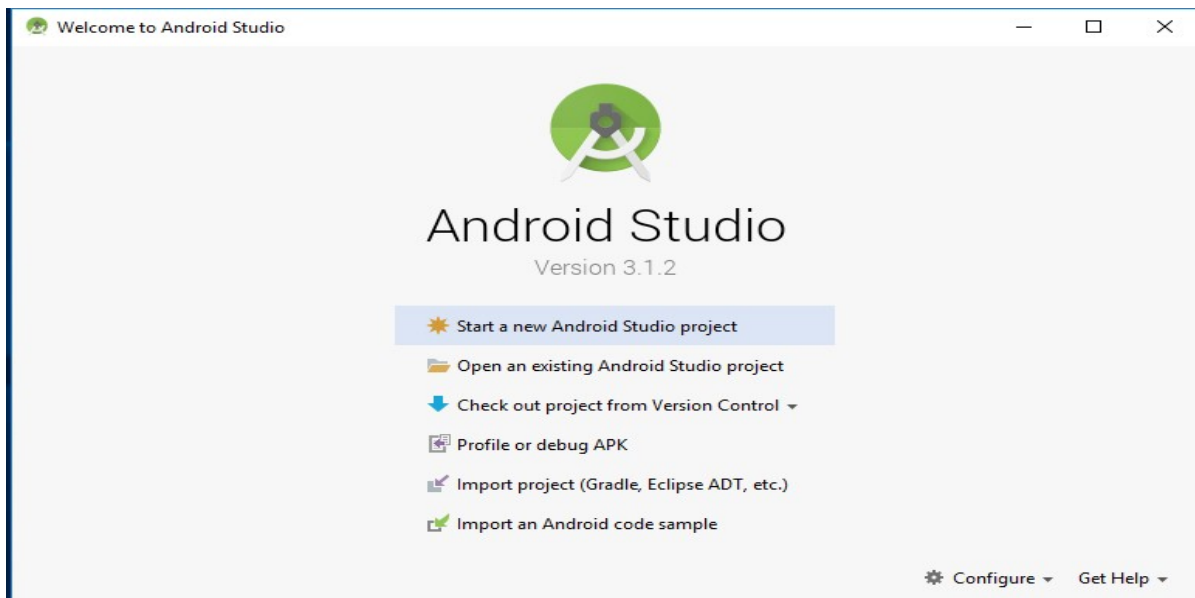 Welcome to Android Studio
Android Studio
Version 3.1.2
Start a new Android Studio project
Open an existing Android Studio project
Check out project from Version Control
Profile or debug APK
Import project (Gradle, Eclipse ADT, etc.)
Import an Android code sample
Configure Get Help